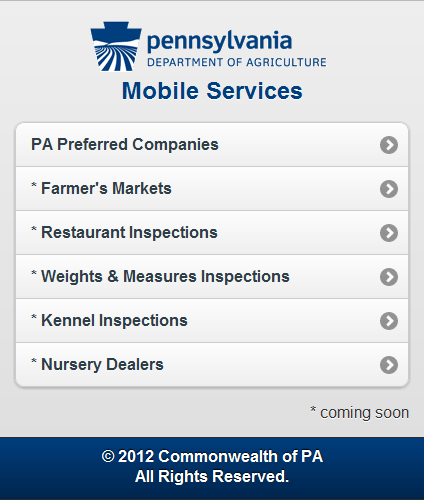 pennsylvania
DEPARTMENT OF AGRICULTURE
Mobile Services
PA Preferred Companies
* Farmer's Markets
* Restaurant Inspections
* Weights & Measures Inspections
* Kennel Inspections
* Nursery Dealers
* coming soon
© 2012 Commonwealth of PA
All Rights Reserved.